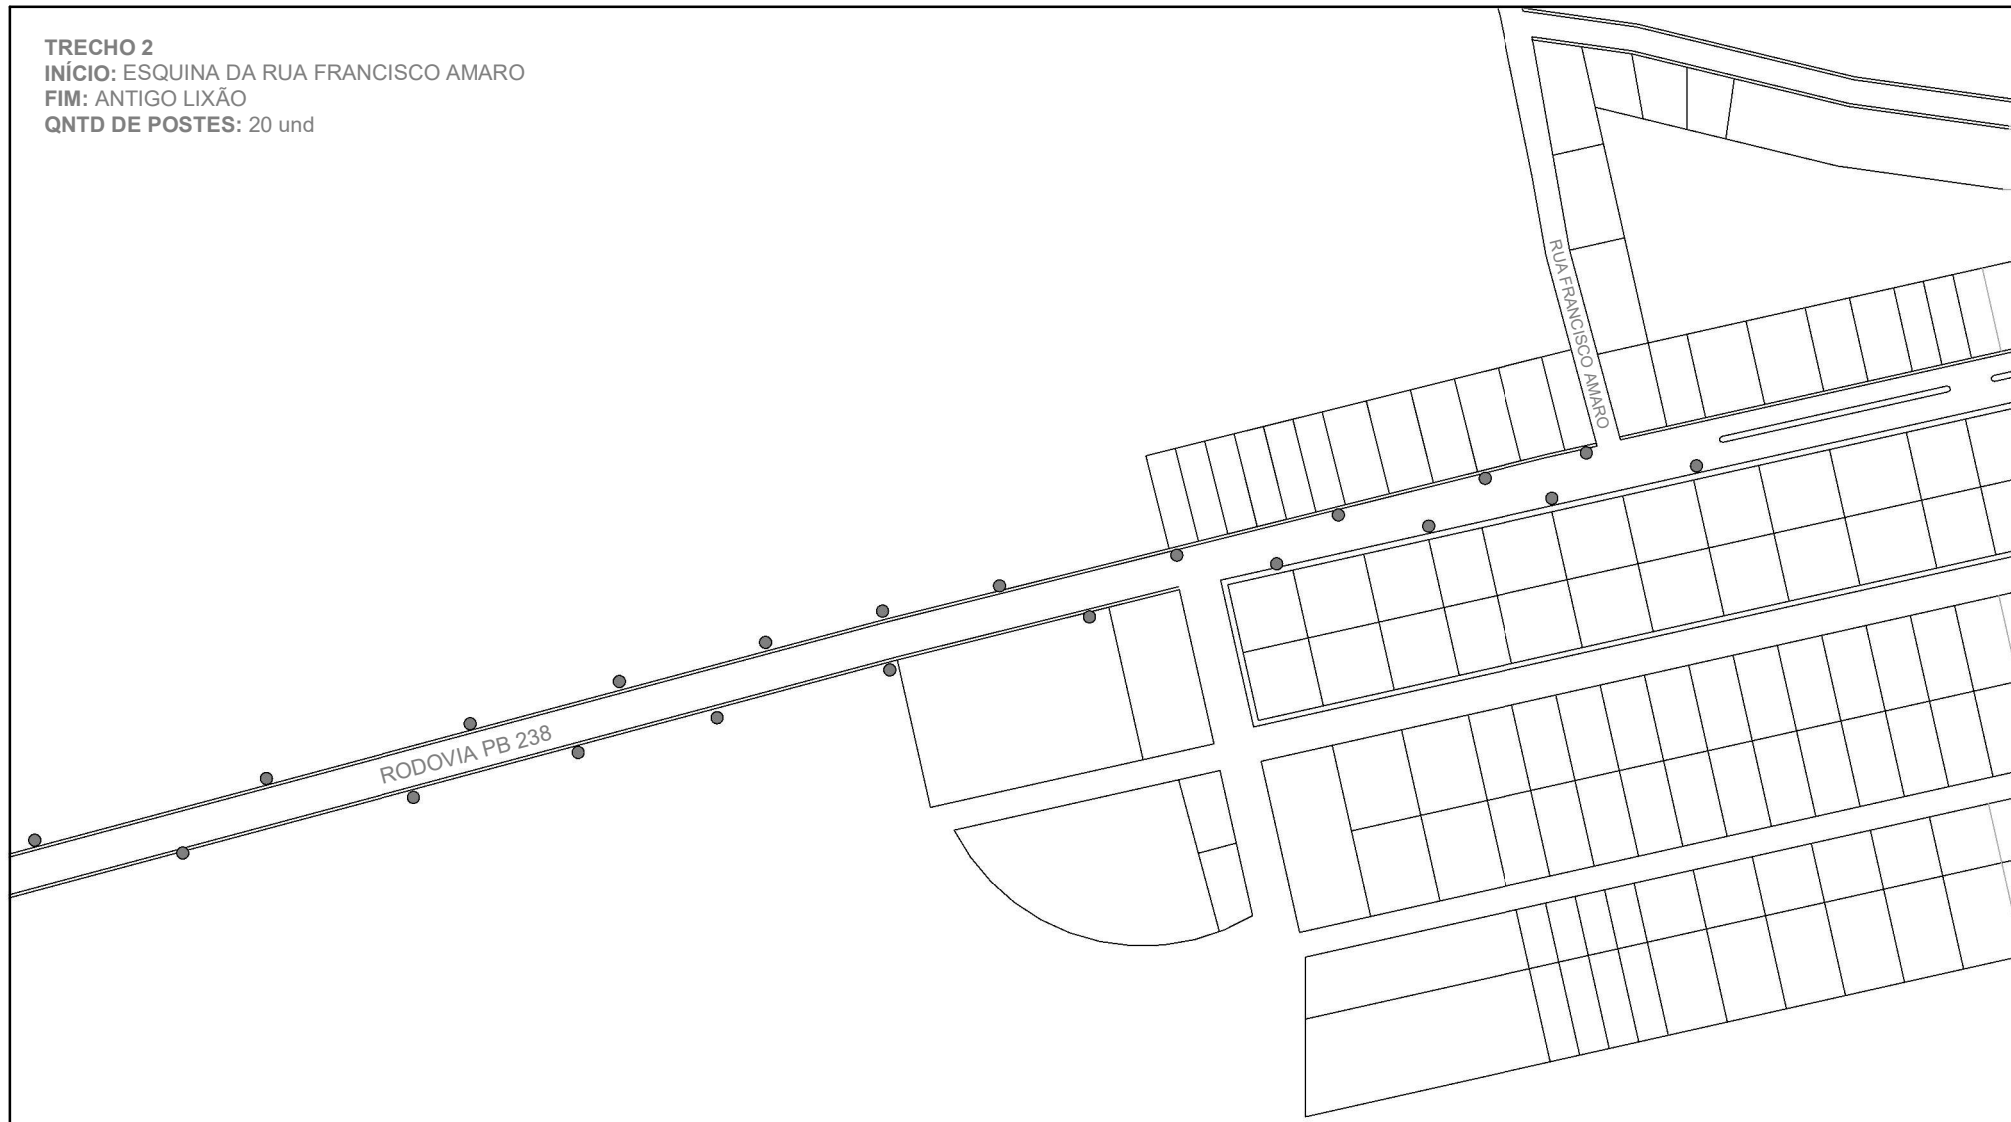 TRECHO 2
INÍCIO: ESQUINA DA RUA FRANCISCO AMARO
FIM: ANTIGO LIXÃO
QNTD DE POSTES: 20 und
RUA FRANCISCO AMARO
RODOVIA PB 238